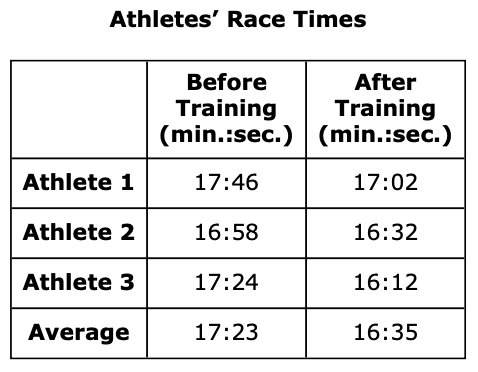 Athletes’ Race Times
Before Training (min.:sec.) After Training (min.:sec.)
Athlete 1 17:46 17:02
Athlete 2 16:58 16:32
Athlete 3 17:24 16:12
Average 17:23 16:35